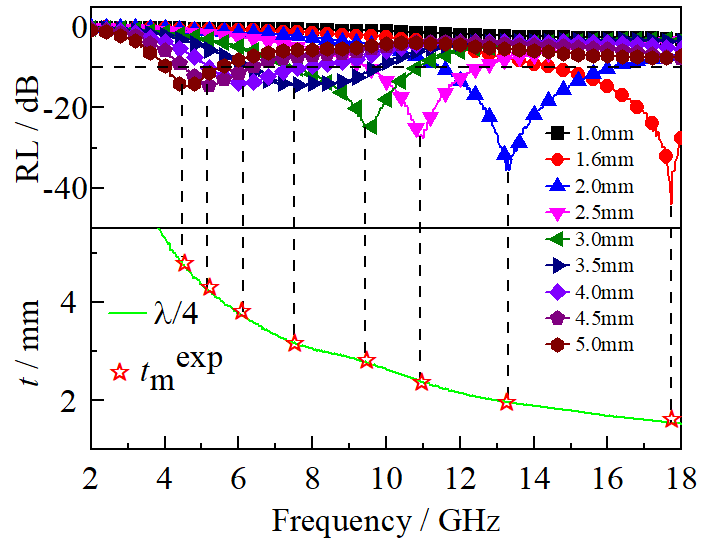 0
-20
-40
RL / dB
1.0mm
1.6mm
2.0mm
2.5mm
3.0mm
3.5mm
4.0mm
4.5mm
5.0mm
4
2
t / mm
λ/4
tₘᵉˣᵖ
2 4 6 8 10 12 14 16 18
Frequency / GHz